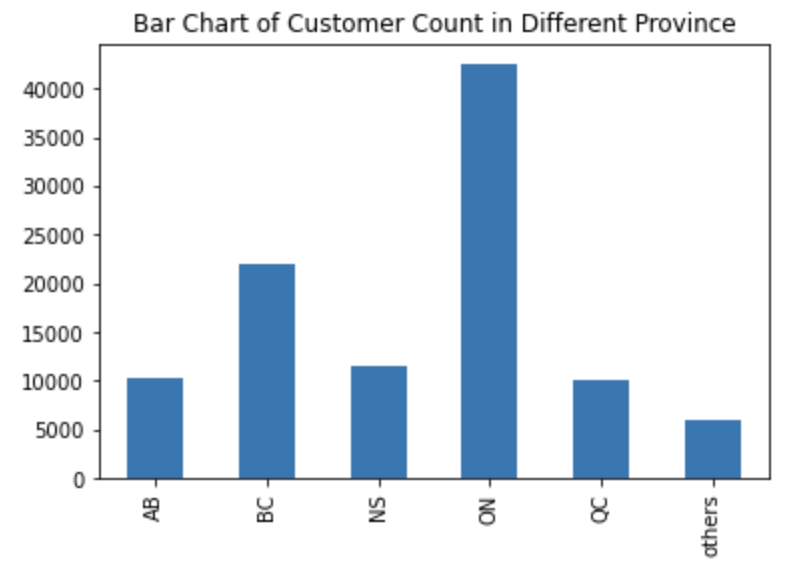 Bar Chart of Customer Count in Different Province
40000
35000
30000
25000
20000
15000
10000
5000
0
AB
BC
NS
ON
QC
others